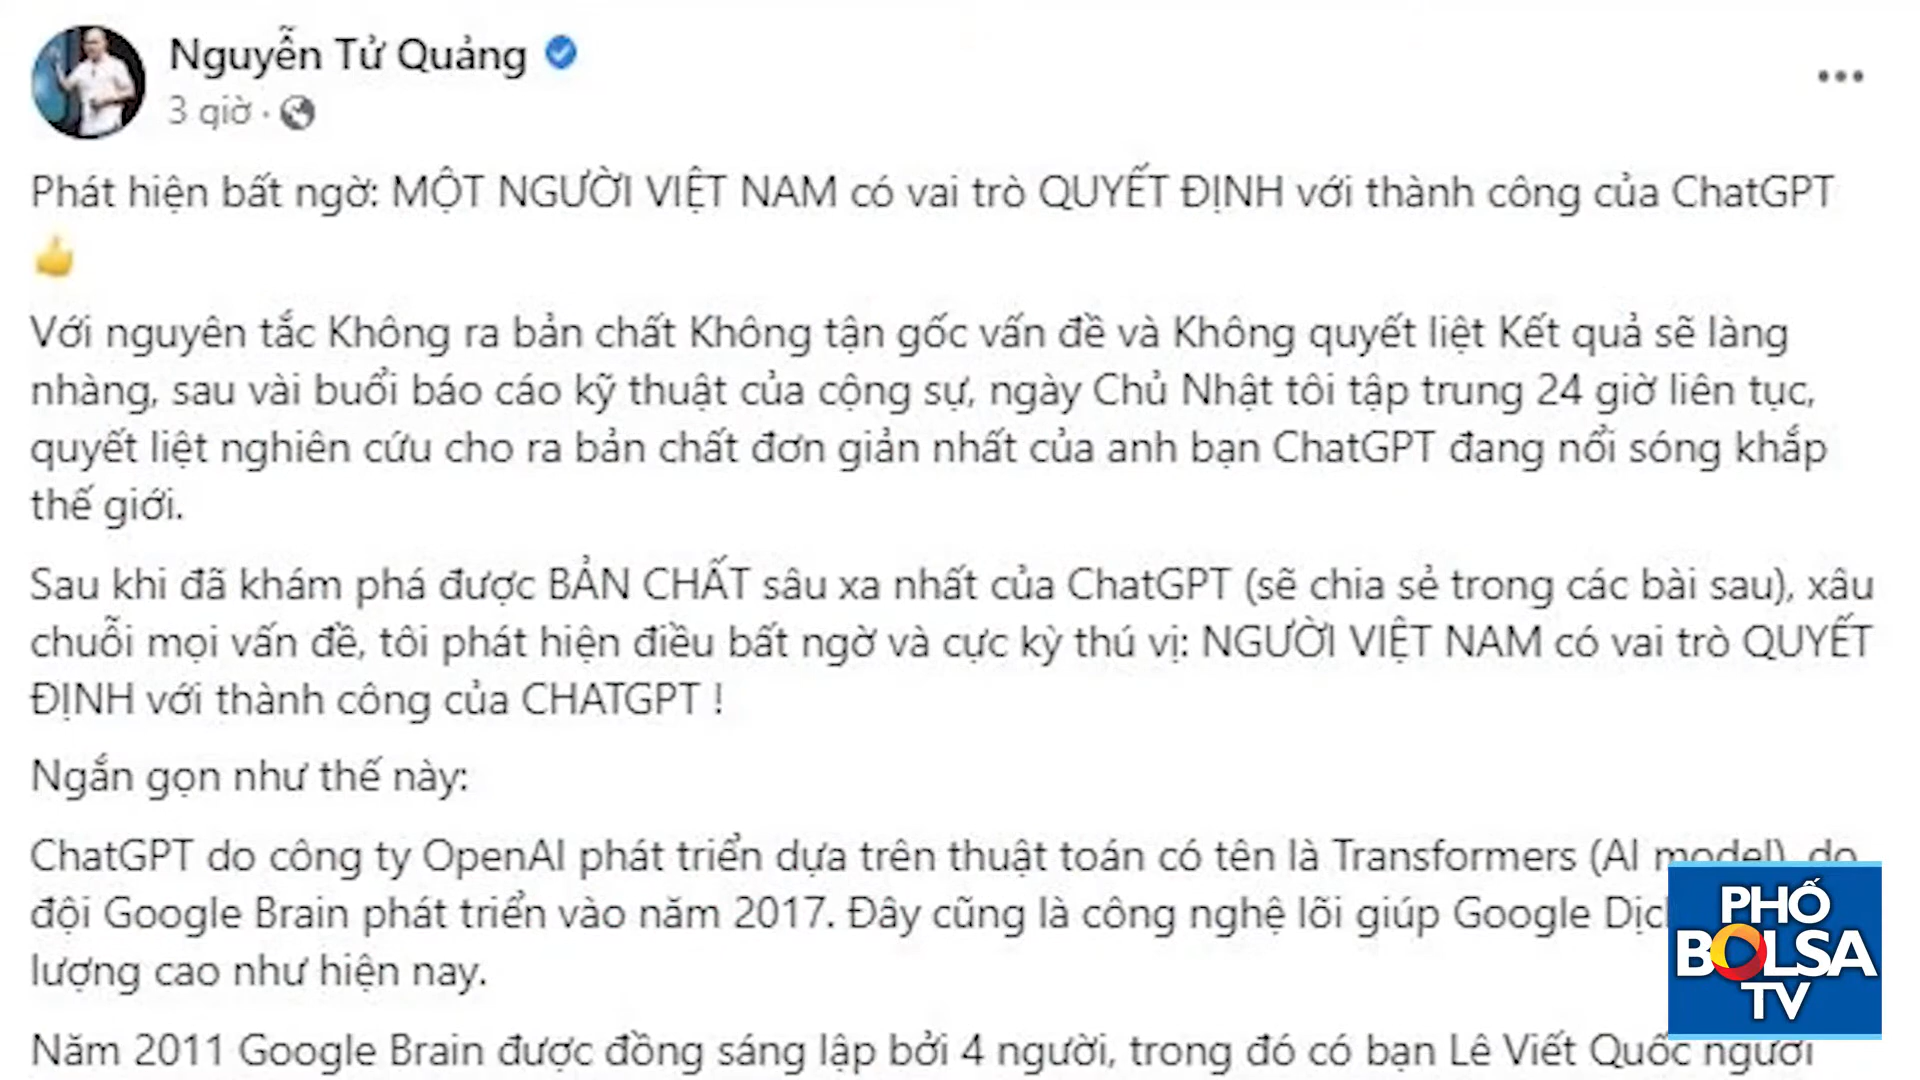 Nguyễn Tử Quảng
3 giờ ·
Phát hiện bất ngờ: MỘT NGƯỜI VIỆT NAM có vai trò QUYẾT ĐỊNH với thành công của ChatGPT
👍
Với nguyên tắc Không ra bản chất Không tận gốc vấn đề và Không quyết liệt Kết quả sẽ làng
nhàng, sau vài buổi báo cáo kỹ thuật của cộng sự, ngày Chủ Nhật tôi tập trung 24 giờ liên tục,
quyết liệt nghiên cứu cho ra bản chất đơn giản nhất của anh bạn ChatGPT đang nổi sóng khắp
thế giới.
Sau khi đã khám phá được BẢN CHẤT sâu xa nhất của ChatGPT (sẽ chia sẻ trong các bài sau), xâu
chuỗi mọi vấn đề, tôi phát hiện điều bất ngờ và cực kỳ thú vị: NGƯỜI VIỆT NAM có vai trò QUYẾT
ĐỊNH với thành công của CHATGPT !
Ngắn gọn như thế này:
ChatGPT do công ty OpenAI phát triển dựa trên thuật toán có tên là Transformers (AI model), do
đội Google Brain phát triển vào năm 2017. Đây cũng là công nghệ lõi giúp Google
lượng cao như hiện nay.
Năm 2011 Google Brain được đồng sáng lập bởi 4 người, trong đó có bạn Lê Viết Quốc người
PHỐ
BOLSA
TV